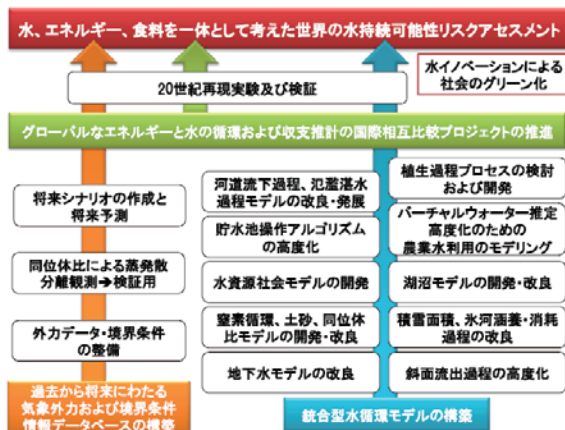 水、エネルギー、食料を一体として考えた世界の水持続可能性リスクアセスメント
水イノベーションによる
社会のグリーン化
20世紀再現実験及び検証
グローバルなエネルギーと水の循環および収支推計の国際相互比較プロジェクトの推進
将来シナリオの作成と
将来予測
同位体比による蒸発散
分離観測➔検証用
外力データ・境界条件
の整備
過去から将来にわたる
気象外力および境界条件
情報データベースの構築
河道流下過程、氾濫湛水
過程モデルの改良・発展
貯水池操作アルゴリズム
の高度化
水資源社会モデルの開発
窒素循環、土砂、同位体
比モデルの開発・改良
地下水モデルの改良
植生過程プロセスの検討
および開発
バーチャルウォーター推定
高度化のための
農業水利用のモデリング
湖沼モデルの開発・改良
積雪面積、氷河涵養・消耗
過程の改良
斜面流出過程の高度化
統合型水循環モデルの構築